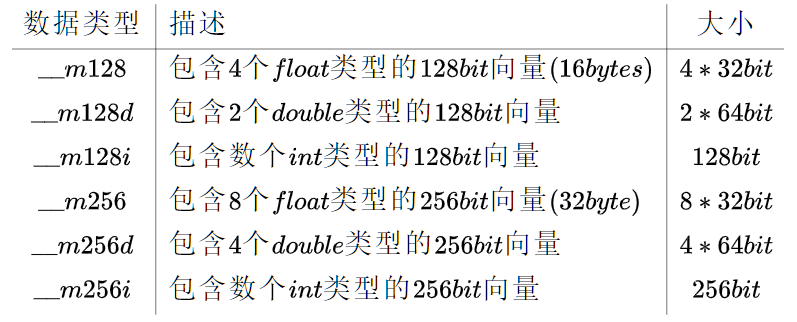 数据类型 描述 大小
__m128 包含4个float类型的128bit向量(16bytes) 4 * 32bit
__m128d 包含2个double类型的128bit向量 2 * 64bit
__m128i 包含数个int类型的128bit向量 128bit
__m256 包含8个float类型的256bit向量(32byte) 8 * 32bit
__m256d 包含4个double类型的256bit向量 4 * 64bit
__m256i 包含数个int类型的256bit向量 256bit